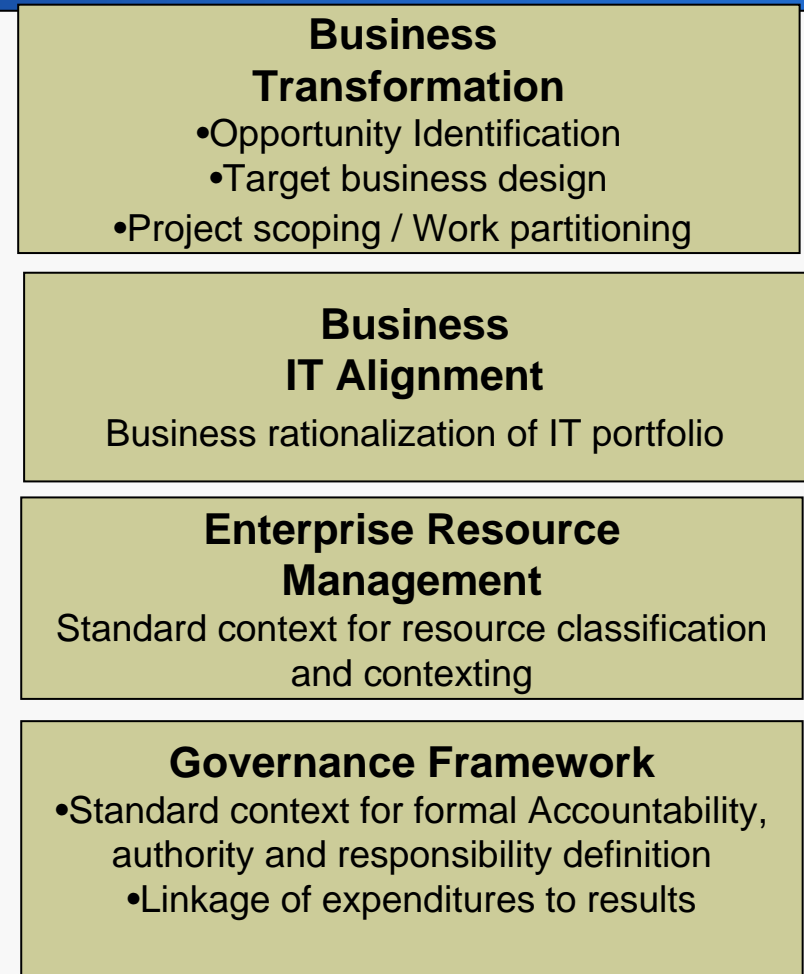 Business
Transformation
•Opportunity Identification
•Target business design
•Project scoping / Work partitioning
Business
IT Alignment
Business rationalization of IT portfolio
Enterprise Resource
Management
Standard context for resource classification
and contexting
Governance Framework
•Standard context for formal Accountability,
authority and responsibility definition
•Linkage of expenditures to results